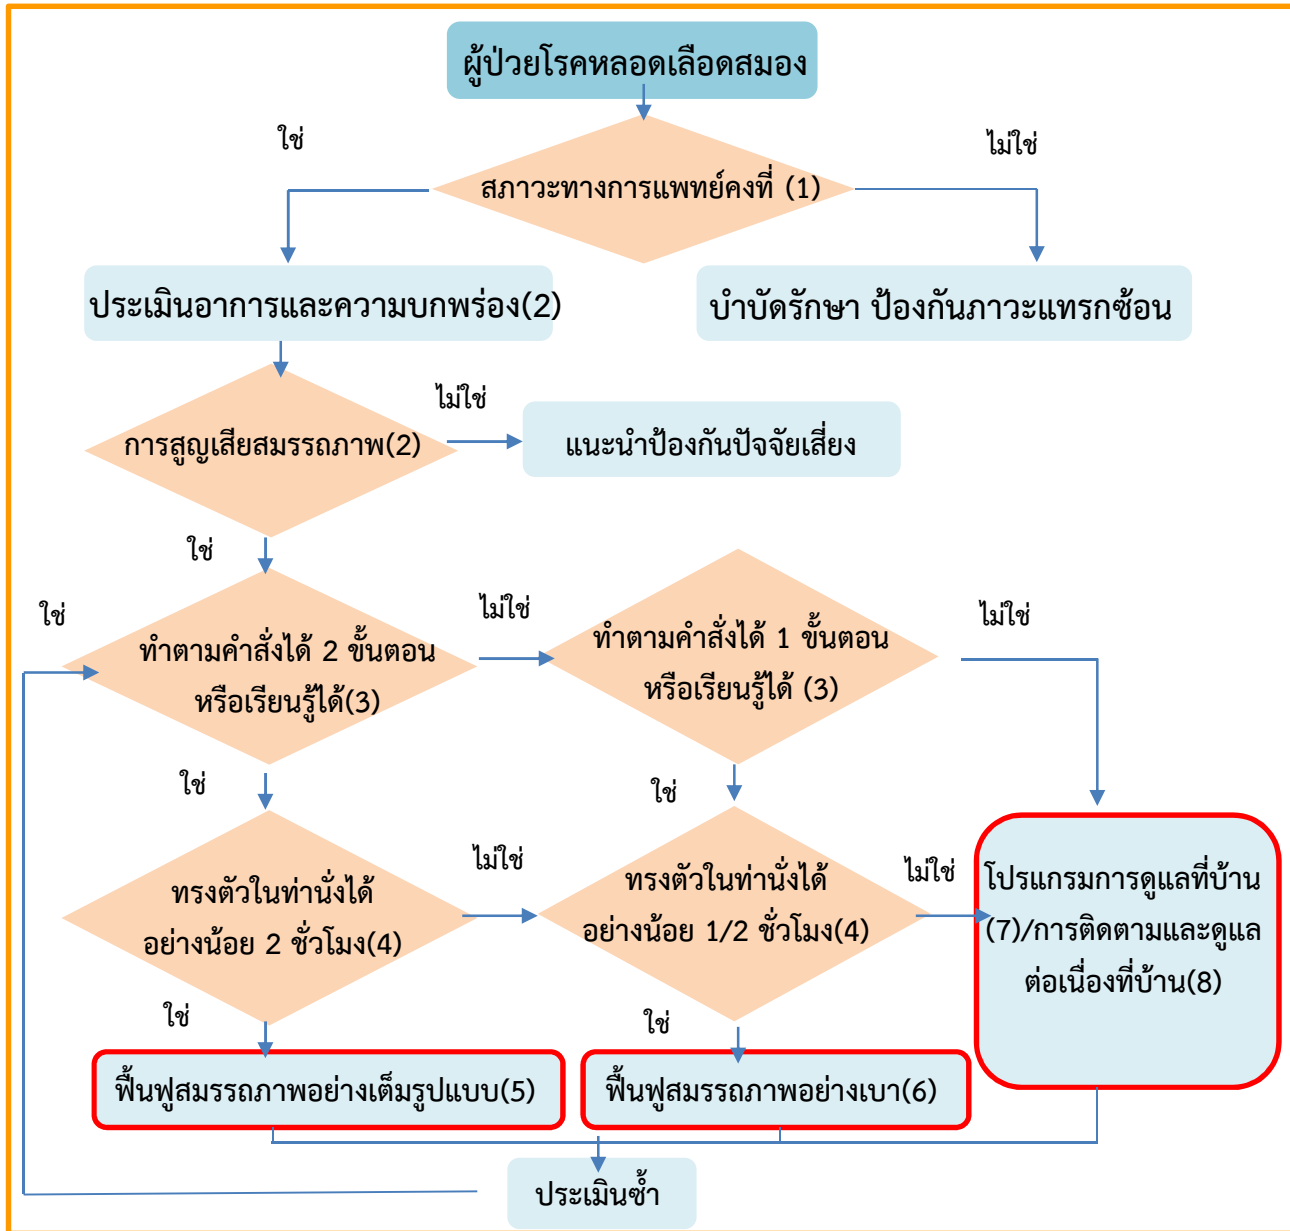 ผู้ป่วยโรคหลอดเลือดสมอง
ใช่
ไม่ใช่
สภาวะทางการแพทย์คงที่ (1)
ประเมินอาการและความบกพร่อง(2)
บำบัดรักษา ป้องกันภาวะแทรกซ้อน
ไม่ใช่
การสูญเสียสมรรถภาพ(2)
แนะนำป้องกันปัจจัยเสี่ยง
ใช่
ใช่
ไม่ใช่
ไม่ใช่
ทำตามคำสั่งได้ 2 ขั้นตอน
หรือเรียนรู้ได้(3)
ทำตามคำสั่งได้ 1 ขั้นตอน
หรือเรียนรู้ได้ (3)
ใช่
ใช่
ไม่ใช่
ไม่ใช่
ทรงตัวในท่านั่งได้
อย่างน้อย 2 ชั่วโมง(4)
ทรงตัวในท่านั่งได้
อย่างน้อย 1/2 ชั่วโมง(4)
โปรแกรมการดูแลที่บ้าน
(7)/การติดตามและดูแล
ต่อเนื่องที่บ้าน(8)
ใช่
ใช่
ฟื้นฟูสมรรถภาพอย่างเต็มรูปแบบ(5)
ฟื้นฟูสมรรถภาพอย่างเบา(6)
ประเมินซ้ำ